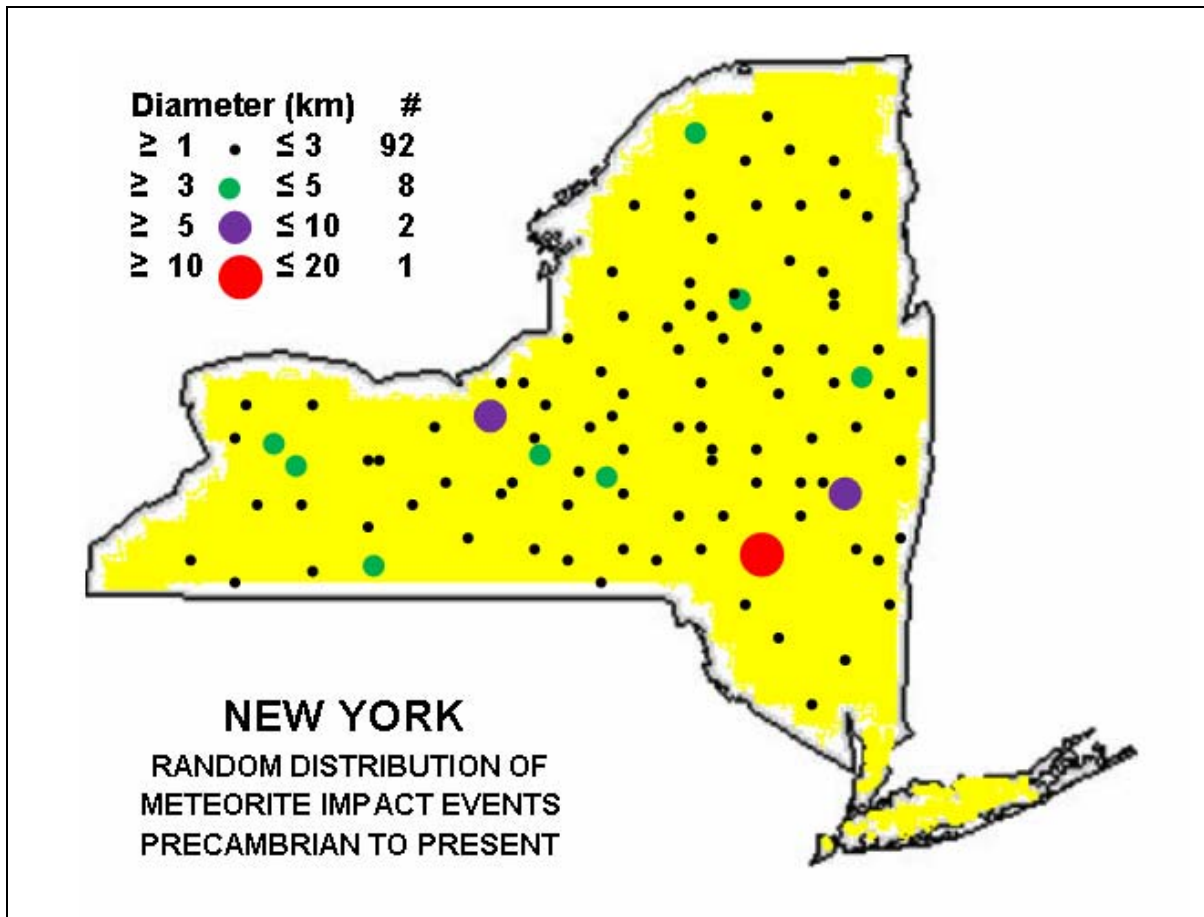 Diameter (km) #
≥ 1 ≤ 3 92
≥ 3 ≤ 5 8
≥ 5 ≤ 10 2
≥ 10 ≤ 20 1
NEW YORK
RANDOM DISTRIBUTION OF
METEORITE IMPACT EVENTS
PRECAMBRIAN TO PRESENT